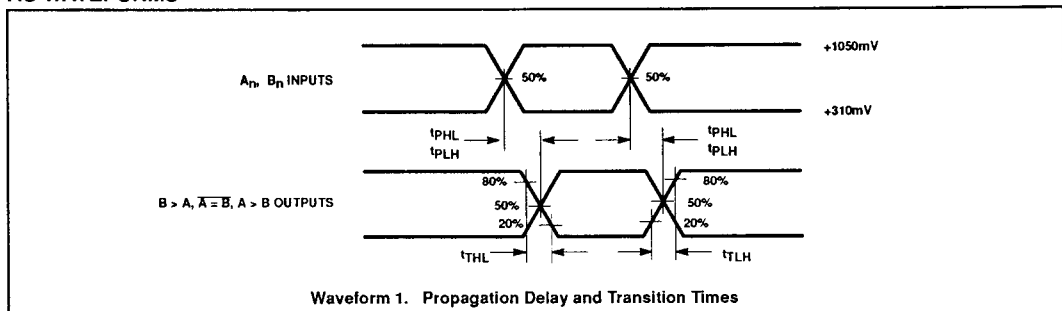 +1050mV
An, Bn INPUTS
50%
50%
+310mV
tPHL
tPLH
tPHL
tPLH
80%
80%
B > A, A = B, A > B OUTPUTS
50%
50%
20%
20%
tTHL
tTLH
Waveform 1. Propagation Delay and Transition Times